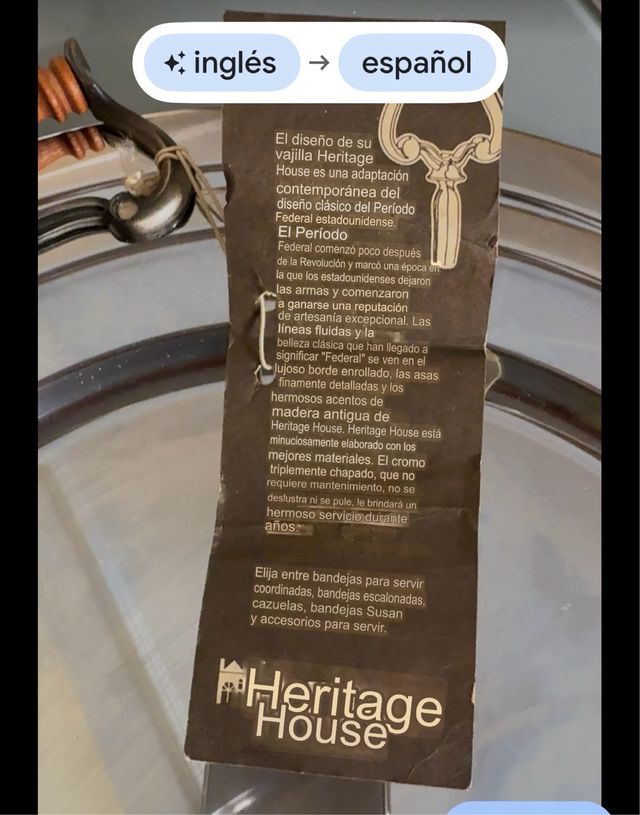 inglés → español
El diseño de su
vajilla Heritage
House es una adaptación
contemporánea del
diseño clásico del Período
Federal estadounidense.
El Período
Federal comenzó poco después
de la Revolución y marcó una época en
la que los estadounidenses dejaron
las armas y comenzaron
a ganarse una reputación
de artesanía excepcional. Las
líneas fluidas y la
belleza clásica que han llegado a
significar "Federal" se ven en el
lujoso borde enrollado, las asas
finamente detalladas y los
hermosos acentos de
madera antigua de
Heritage House. Heritage House está
minuciosamente elaborado con los
mejores materiales. El cromo
triplemente chapado, que no
requiere mantenimiento, no se
deslustra ni se pule, le brindará un
hermoso servicio durante
años.
Elija entre bandejas para servir
coordinadas, bandejas escalonadas,
cazuelas, bandejas Susan
y accesorios para servir.
Heritage
House